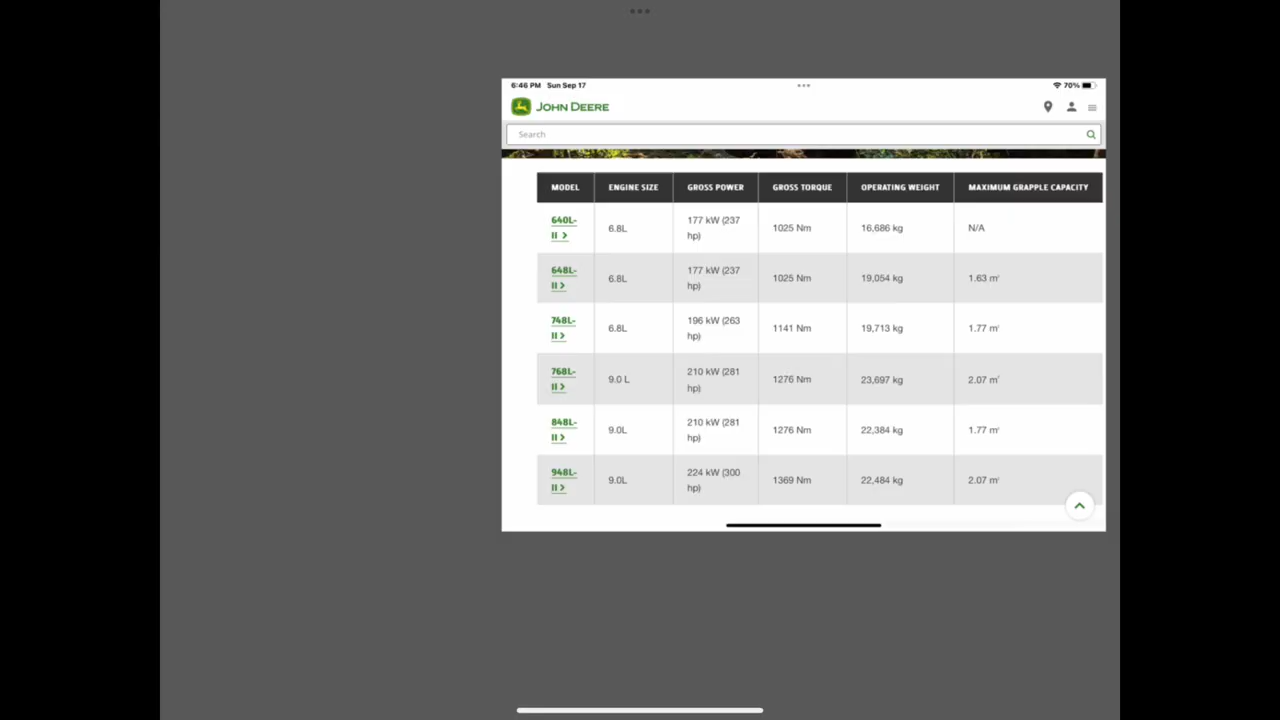 6:46 PM Sun Sep 17
70%
JOHN DEERE
Search
MODEL ENGINE SIZE GROSS POWER GROSS TORQUE OPERATING WEIGHT MAXIMUM GRAPPLE CAPACITY
640L-II > 6.8L 177 kW (237 hp) 1025 Nm 16,686 kg N/A
648L-II > 6.8L 177 kW (237 hp) 1025 Nm 19,054 kg 1.63 m²
748L-II > 6.8L 196 kW (263 hp) 1141 Nm 19,713 kg 1.77 m²
768L-II > 9.0 L 210 kW (281 hp) 1276 Nm 23,697 kg 2.07 m²
848L-II > 9.0L 210 kW (281 hp) 1276 Nm 22,384 kg 1.77 m²
948L-II > 9.0L 224 kW (300 hp) 1369 Nm 22,484 kg 2.07 m²